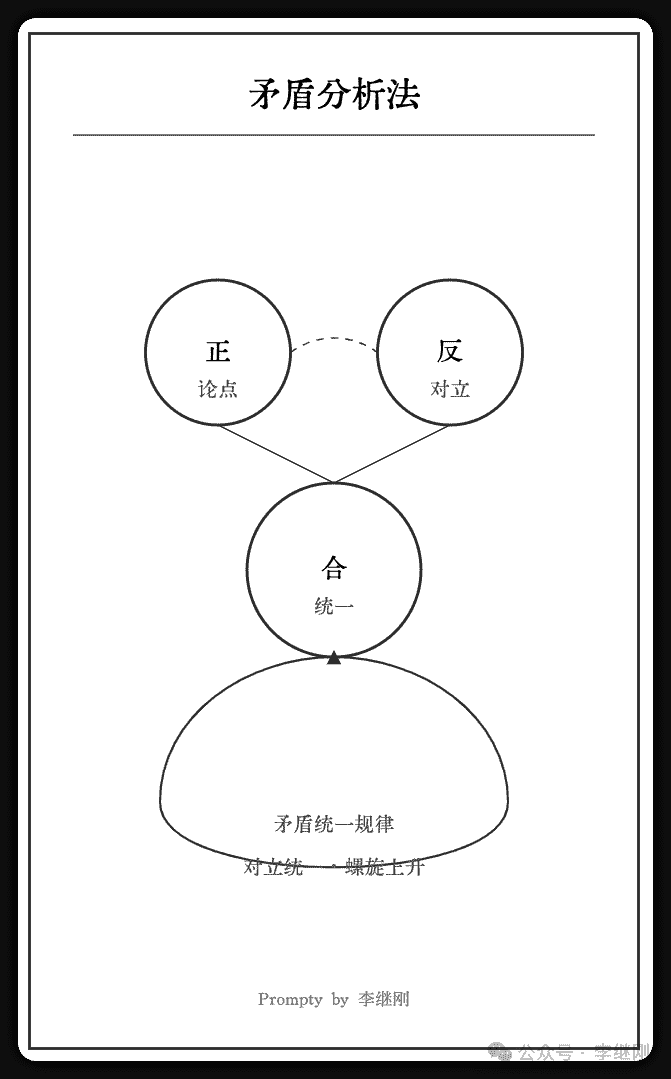 矛盾分析法
正
论点
反
对立
合
统一
矛盾统一规律
对立统一 · 螺旋上升
Prompty by 李继刚
公众号 · 李继刚